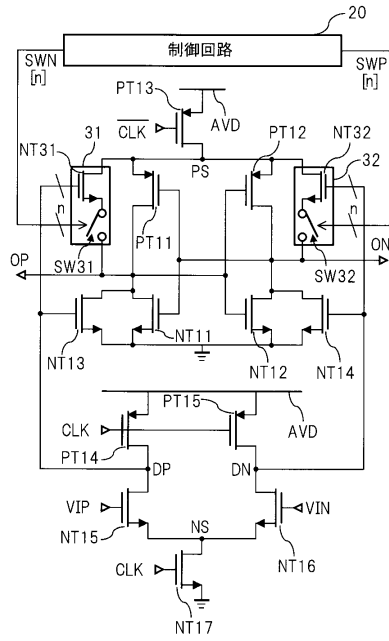 20
制御回路
SWN
[n]
SWP
[n]
PT13
CLK
AVD
PT12
NT32
31
NT31
PS
32
n
n
PT11
OP
ON
SW31
SW32
NT13
NT11
NT12
NT14
PT15
CLK
AVD
PT14
DP
DN
VIP
VIN
NT15
NS
NT16
CLK
NT17